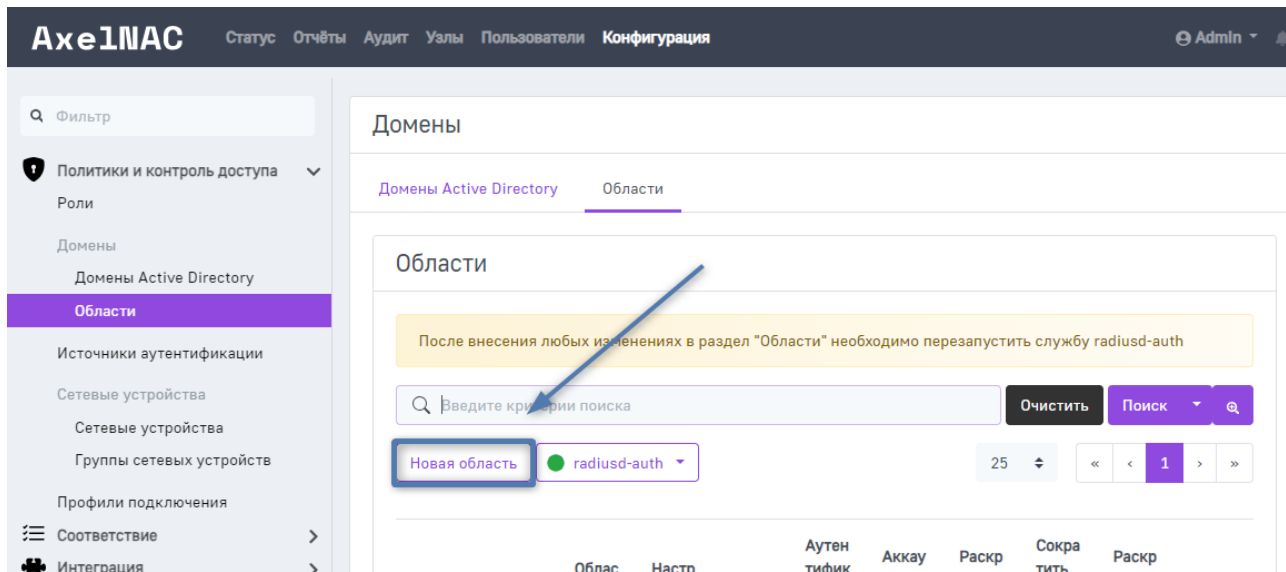 AxelNAC Статус Отчёты Аудит Узлы Пользователи Конфигурация Admin
Фильтр
Политики и контроль доступа
Роли
Домены
Домены Active Directory
Области
Источники аутентификации
Сетевые устройства
Сетевые устройства
Группы сетевых устройств
Профили подключения
Соответствие
Интеграция
Домены
Домены Active Directory Области
Области
После внесения любых изменениях в раздел "Области" необходимо перезапустить службу radiusd-auth
Введите критерии поиска Очистить Поиск
Новая область radiusd-auth 25 « ‹ 1 › »
Аутен Аккау Раскр Сокра Раскр
Облас Настр тифик тить